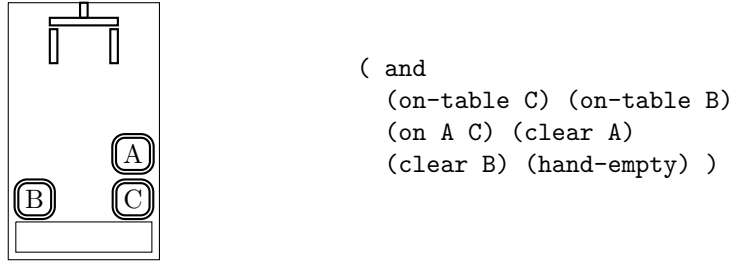 A
B C
( and
(on-table C) (on-table B)
(on A C) (clear A)
(clear B) (hand-empty) )